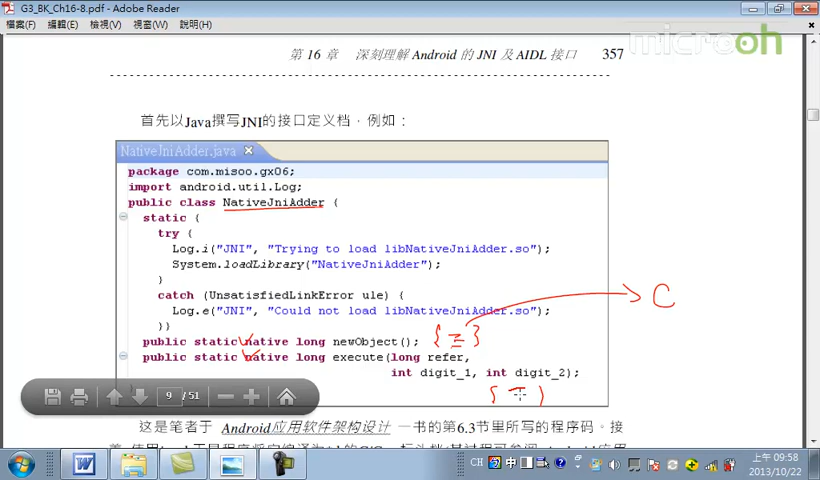 G3_BK_Ch16-8.pdf - Adobe Reader
檔案(F) 編輯(E) 檢視(V) 視窗(W) 說明(H)
microoh
第 16 章 深刻理解 Android 的 JNI 及 AIDL 接口 357
首先以Java撰写JNI的接口定义档，例如：
NativeJniAdder.java
package com.misoo.gx06;
import android.util.Log;
public class NativeJniAdder {
static {
try {
Log.i("JNI", "Trying to load libNativeJniAdder.so");
System.loadLibrary("NativeJniAdder");
}
catch (UnsatisfiedLinkError ule) {
Log.e("JNI", "Could not load libNativeJniAdder.so");
}}
public static native long newObject();
public static native long execute(long refer,
int digit_1, int digit_2);
C
9 / 51
这是笔者于 Android应用软件架构设计 一书的第6.3节里所写的程序码。接
CH 中
上午 09:58
2013/10/22